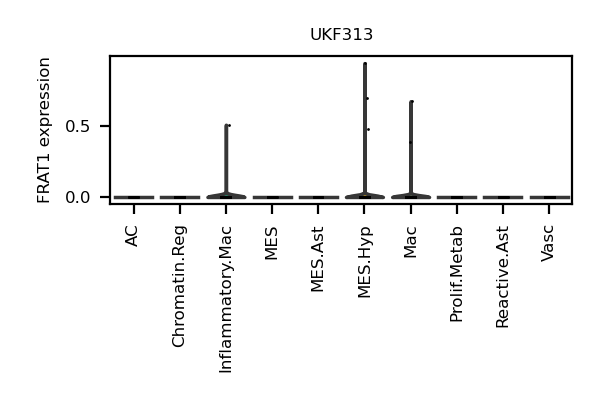 UKF313
FRAT1 expression
0.5
0.0
AC
Chromatin.Reg
Inflammatory.Mac
MES
MES.Ast
MES.Hyp
Mac
Prolif.Metab
Reactive.Ast
Vasc